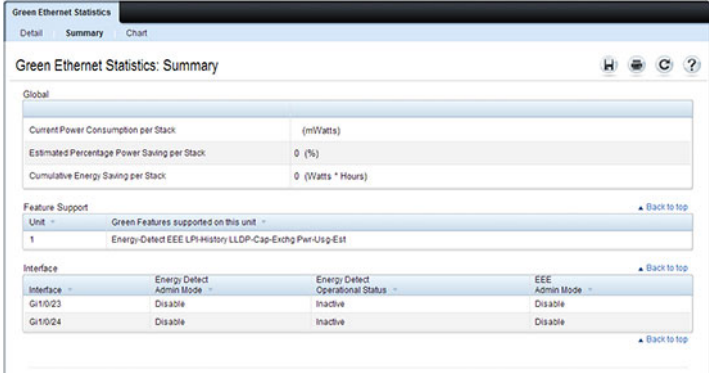 Green Ethernet Statistics
Detail Summary Chart
Green Ethernet Statistics: Summary
Global
Current Power Consumption per Stack (mWatts)
Estimated Percentage Power Saving per Stack 0 (%)
Cumulative Energy Saving per Stack 0 (Watts * Hours)
Feature Support Back to top
Unit Green Features supported on this unit
1 Energy-Detect EEE LPI-History LLDP-Cap-Exchg Pwr-Usg-Est
Interface Back to top
Interface Energy Detect Admin Mode Energy Detect Operational Status EEE Admin Mode
Gi1/0/23 Disable Inactive Disable
Gi1/0/24 Disable Inactive Disable
Back to top